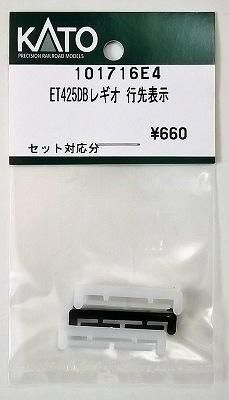 KATO
PRECISION RAILROAD MODELS
101716E4
ET425DBレギオ 行先表示
¥660
セット対応分